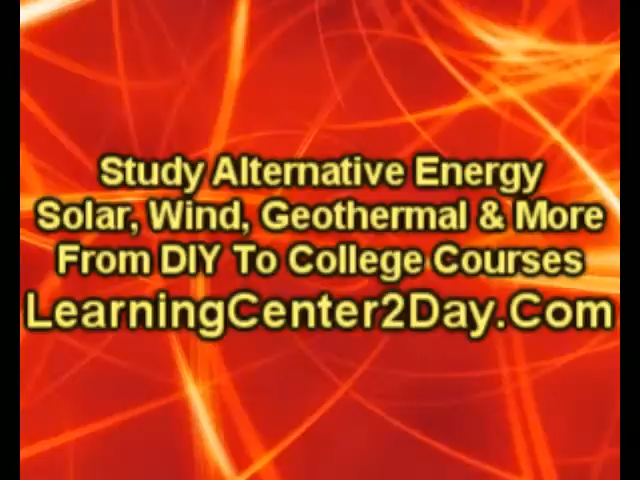 Study Alternative Energy
Solar, Wind, Geothermal & More
From DIY To College Courses
LearningCenter2Day.Com